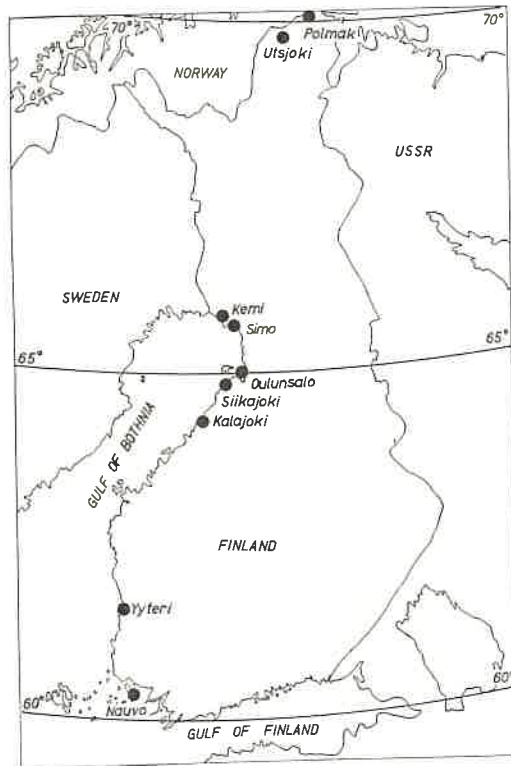 70°
70°
Polmak
Utsjoki
NORWAY
USSR
SWEDEN
Kemi
Simo
65°
65°
Oulunsalo
Siikajoki
Kalajoki
GULF OF BOTHNIA
FINLAND
Yyteri
60°
60°
Nauvo
GULF OF FINLAND